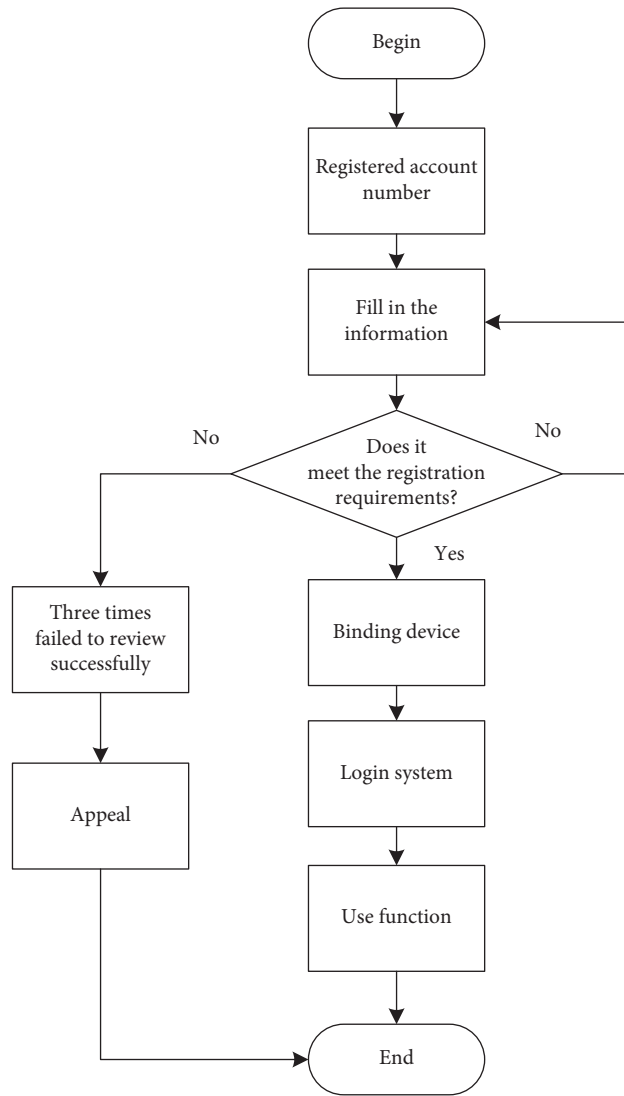 Begin
Registered account
number
Fill in the
information
No
Does it
meet the registration
requirements?
No
Yes
Three times
failed to review
successfully
Binding device
Appeal
Login system
Use function
End